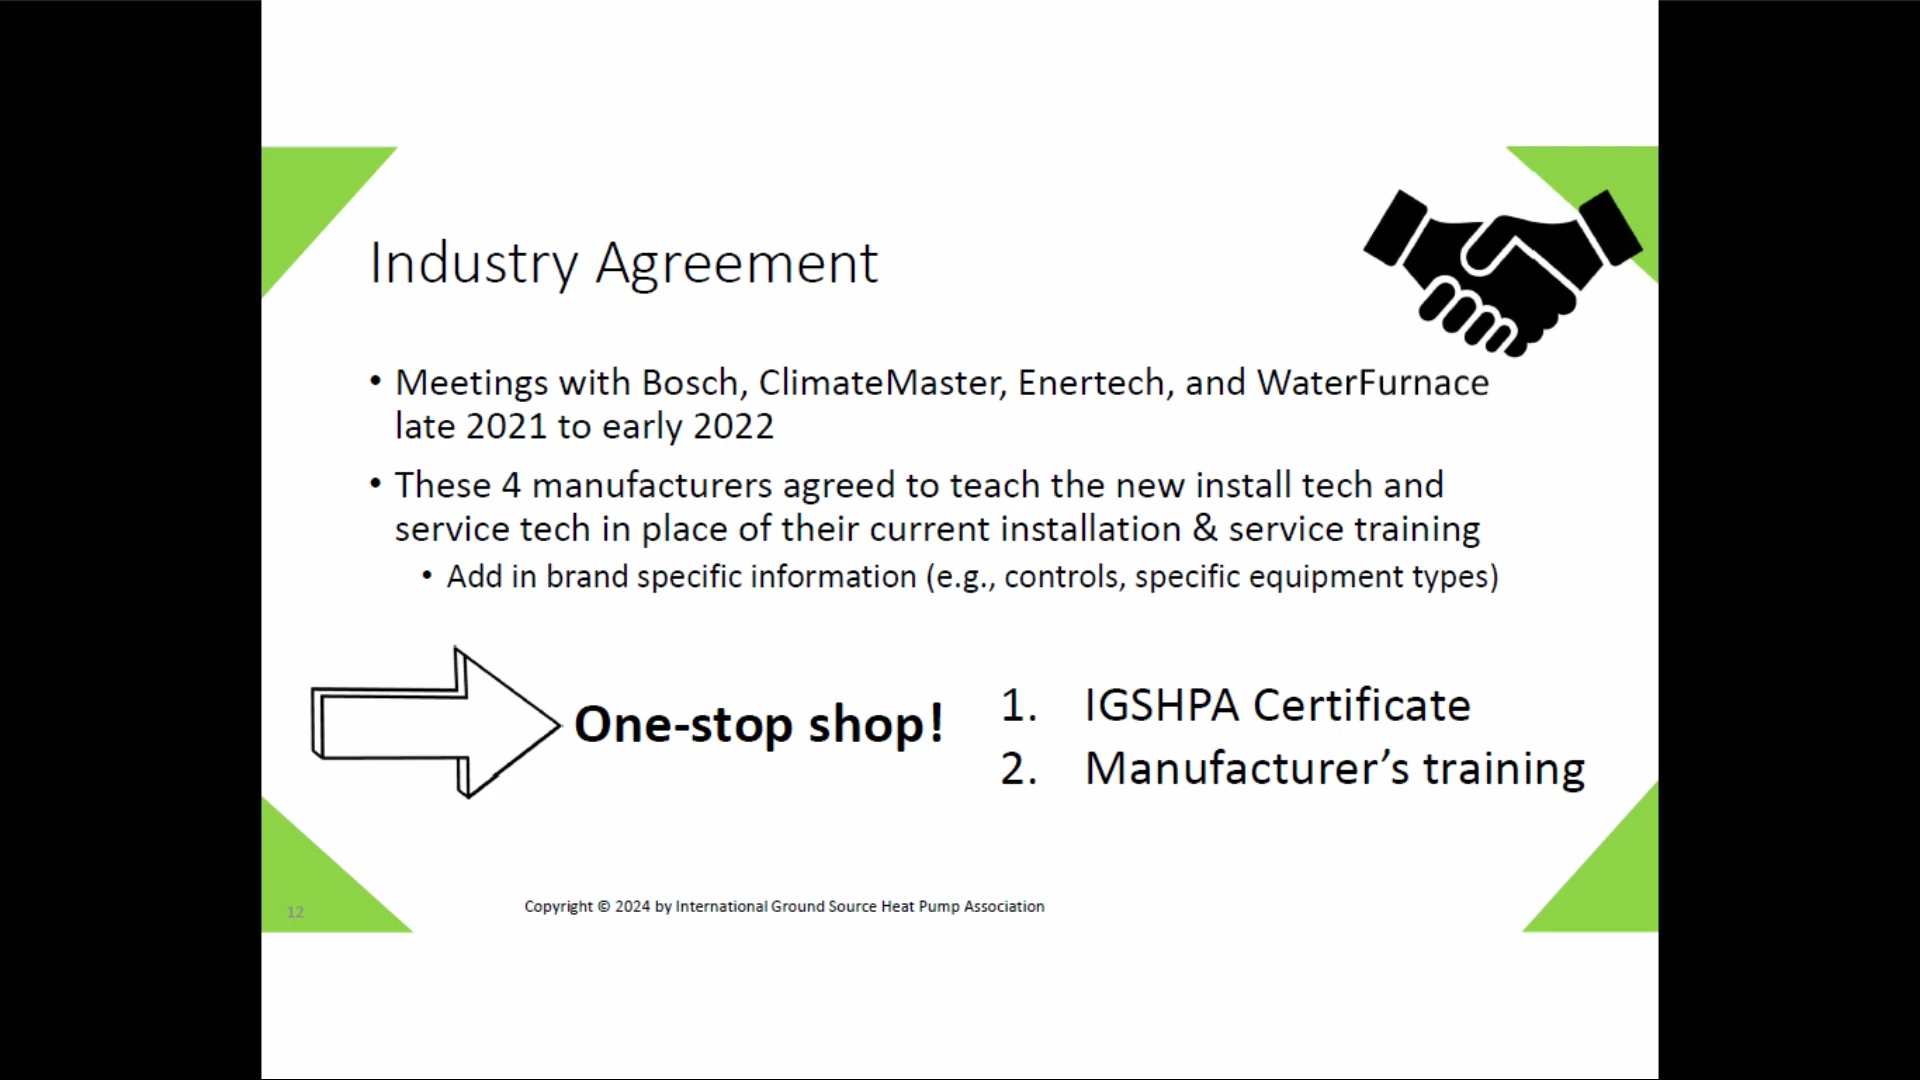 Industry Agreement
• Meetings with Bosch, ClimateMaster, Enertech, and WaterFurnace
late 2021 to early 2022
• These 4 manufacturers agreed to teach the new install tech and
service tech in place of their current installation & service training
• Add in brand specific information (e.g., controls, specific equipment types)
One-stop shop!
1. IGSHPA Certificate
2. Manufacturer’s training
12
Copyright © 2024 by International Ground Source Heat Pump Association